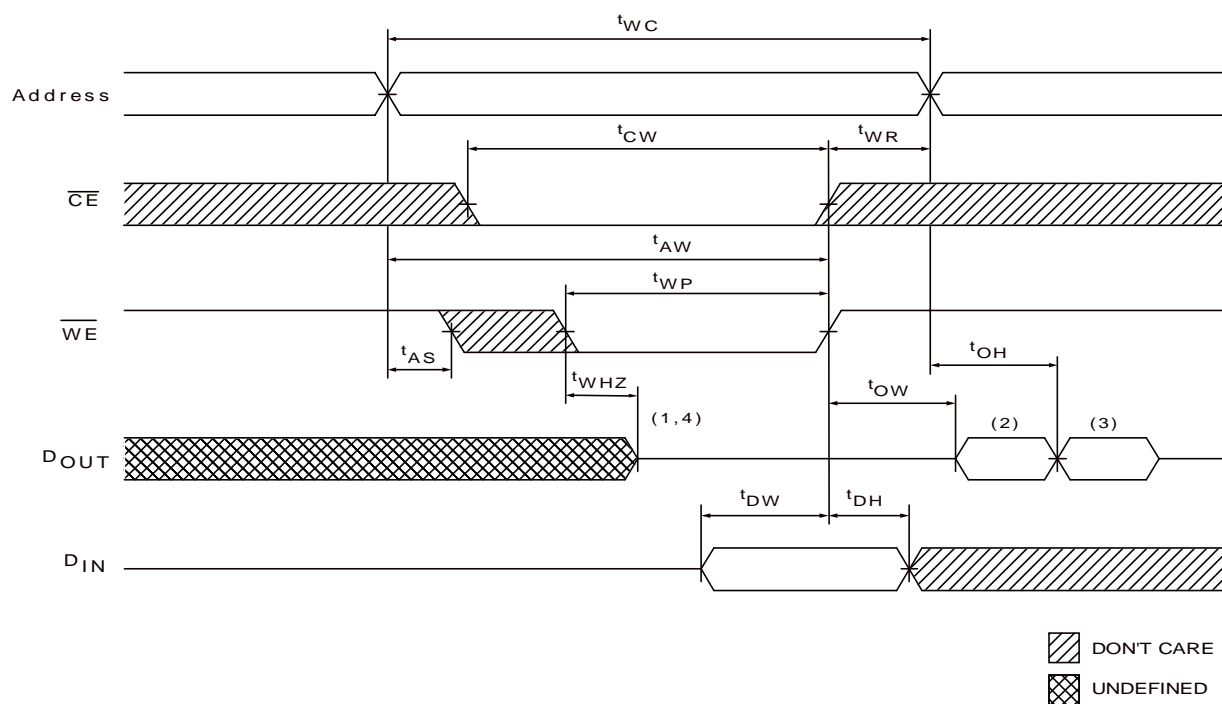 tWC
Address
tCW
tWR
CE
tAW
tWP
WE
tAS
tWHZ
tOH
tOW
(1,4)
(2)
(3)
DOUT
tDW
tDH
DIN
DON'T CARE
UNDEFINED